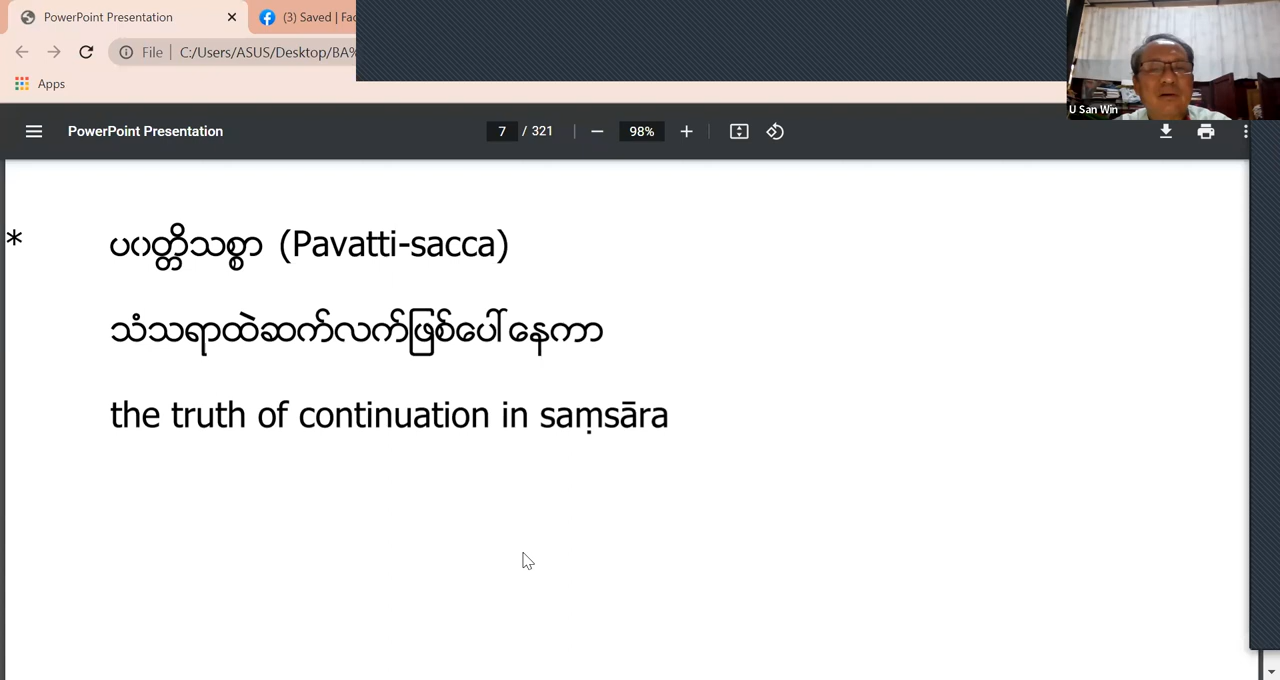 PowerPoint Presentation
(3) Saved | Fac
File C:/Users/ASUS/Desktop/BA%
Apps
U San Win
PowerPoint Presentation 7 / 321 98%
* ပဝတ္တိသစ္စာ (Pavatti-sacca)
သံသရာထဲဆက်လက်ဖြစ်ပေါ်နေကာ
the truth of continuation in saṃsāra